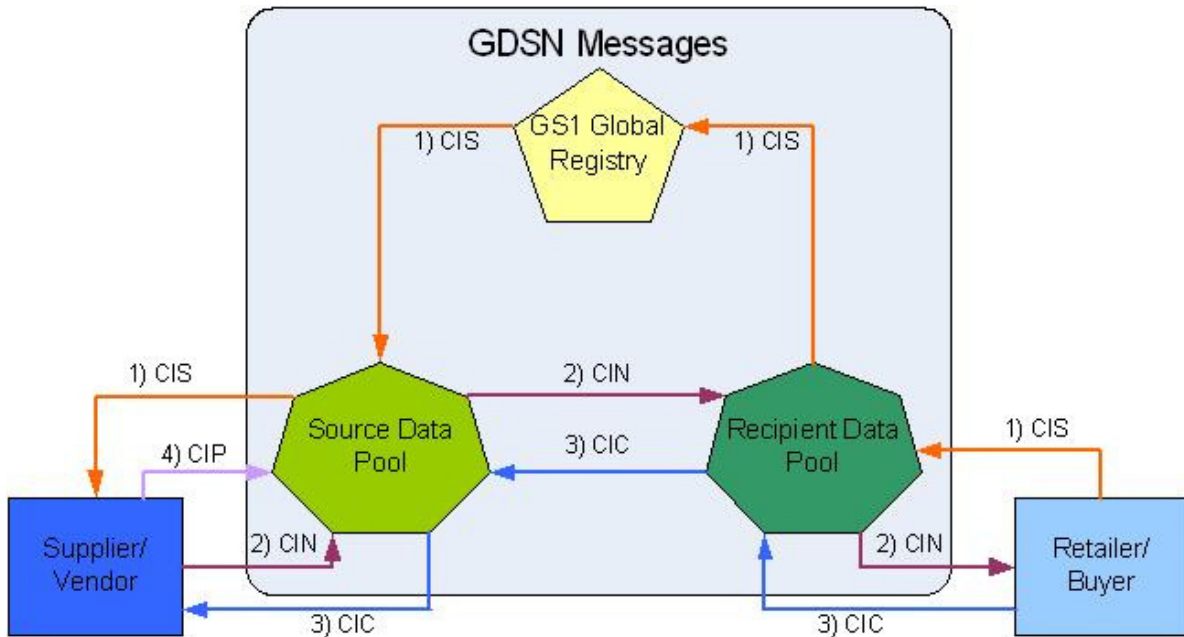 GDSN Messages
GS1 Global
Registry
1) CIS
1) CIS
1) CIS
2) CIN
Source Data
Pool
Recipient Data
Pool
1) CIS
4) CIP
3) CIC
Supplier/
Vendor
2) CIN
2) CIN
Retailer/
Buyer
3) CIC
3) CIC